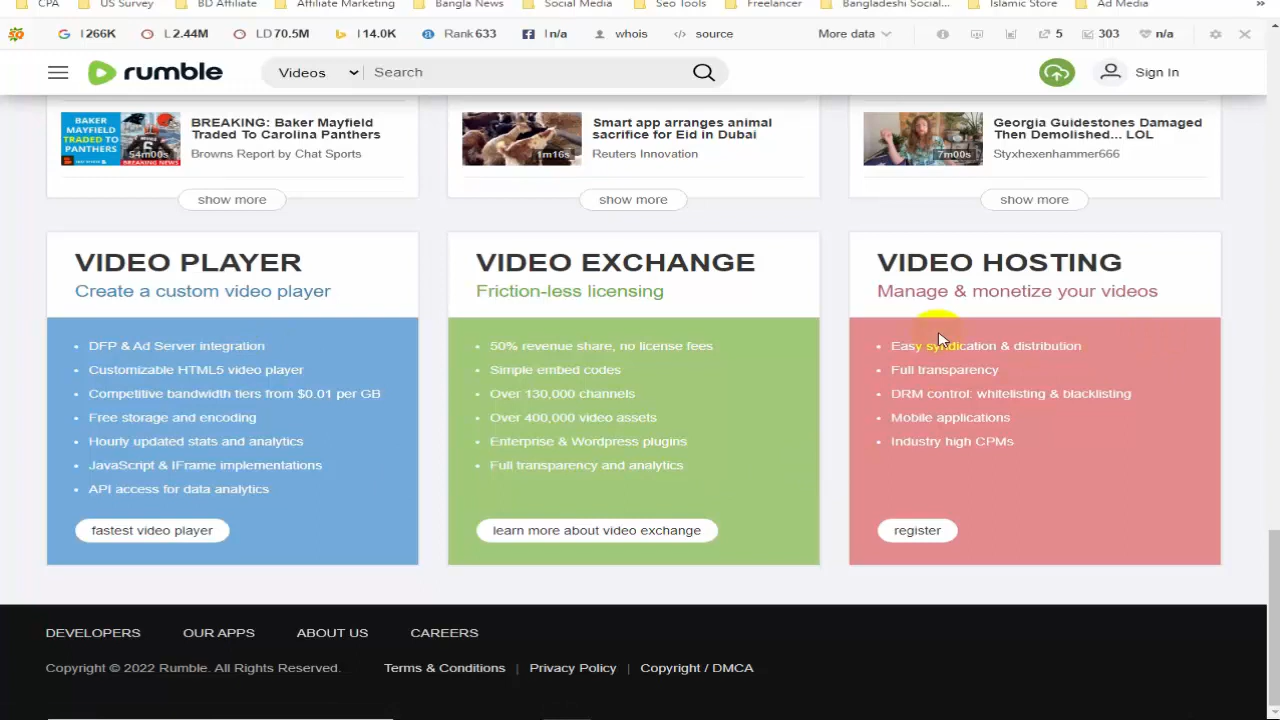 CPA US Survey BD Affiliate Affiliate Marketing Bangla News Social Media Seo Tools Freelancer Bangladeshi Social... Islamic Store Ad Media »
I 266K L 2.44M LD 70.5M I 14.0K Rank 633 I n/a whois source More data 5 303 n/a
rumble Videos Search Sign In
BAKER MAYFIELD TRADED TO PANTHERS
54m00s
BREAKING: Baker Mayfield
Traded To Carolina Panthers
Browns Report by Chat Sports
show more
1m16s
Smart app arranges animal
sacrifice for Eid in Dubai
Reuters Innovation
show more
7m00s
Georgia Guidestones Damaged
Then Demolished... LOL
Styxhexenhammer666
show more
VIDEO PLAYER
Create a custom video player
• DFP & Ad Server integration
• Customizable HTML5 video player
• Competitive bandwidth tiers from $0.01 per GB
• Free storage and encoding
• Hourly updated stats and analytics
• JavaScript & IFrame implementations
• API access for data analytics
fastest video player
VIDEO EXCHANGE
Friction-less licensing
• 50% revenue share, no license fees
• Simple embed codes
• Over 130,000 channels
• Over 400,000 video assets
• Enterprise & Wordpress plugins
• Full transparency and analytics
learn more about video exchange
VIDEO HOSTING
Manage & monetize your videos
• Easy syndication & distribution
• Full transparency
• DRM control: whitelisting & blacklisting
• Mobile applications
• Industry high CPMs
register
DEVELOPERS OUR APPS ABOUT US CAREERS
Copyright © 2022 Rumble. All Rights Reserved. Terms & Conditions | Privacy Policy | Copyright / DMCA